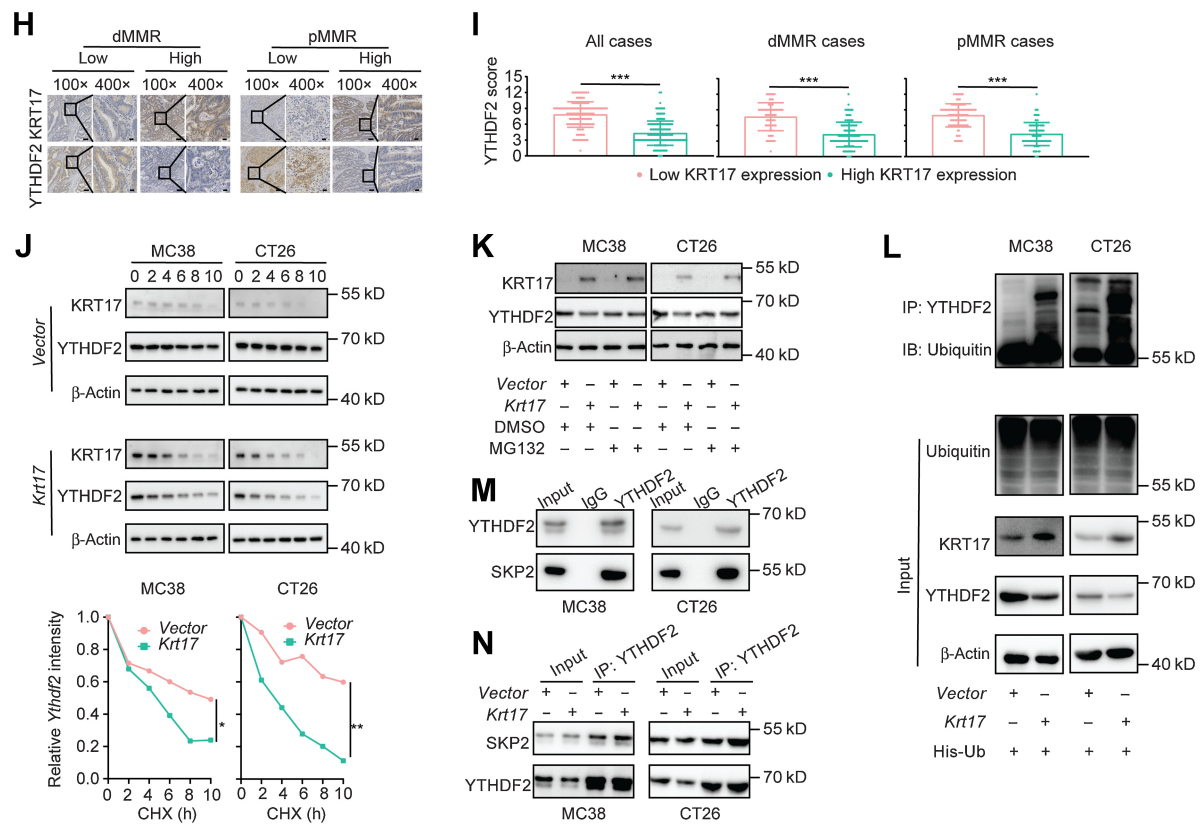 H
dMMR
pMMR
Low
High
Low
High
100×
400×
100×
400×
100×
400×
100×
400×
KRT17
YTHDF2
I
All cases
dMMR cases
pMMR cases
YTHDF2 score
15
12
9
6
3
0
***
***
***
Low KRT17 expression
High KRT17 expression
J
MC38
CT26
0 2 4 6 8 10
0 2 4 6 8 10
Vector
KRT17
55 kD
YTHDF2
70 kD
β-Actin
40 kD
Krt17
KRT17
55 kD
YTHDF2
70 kD
β-Actin
40 kD
MC38
CT26
Relative Ythdf2 intensity
1.0
0.8
0.6
0.4
0.2
0.0
Vector
Krt17
Vector
Krt17
*
**
0 2 4 6 8 10
0 2 4 6 8 10
CHX (h)
CHX (h)
K
MC38
CT26
KRT17
55 kD
YTHDF2
70 kD
β-Actin
40 kD
Vector + – + – + – + –
Krt17 – + – + – + – +
DMSO + + – – + + – –
MG132 – – + + – – + +
L
MC38
CT26
IP: YTHDF2
IB: Ubiquitin
55 kD
Input
Ubiquitin
55 kD
KRT17
55 kD
YTHDF2
70 kD
β-Actin
40 kD
Vector + – + –
Krt17 – + – +
His-Ub + + + +
M
Input
IgG
YTHDF2
Input
IgG
YTHDF2
YTHDF2
70 kD
SKP2
55 kD
MC38
CT26
N
Input
IP: YTHDF2
Input
IP: YTHDF2
Vector + – + – + – + –
Krt17 – + – + – + – +
SKP2
55 kD
YTHDF2
70 kD
MC38
CT26